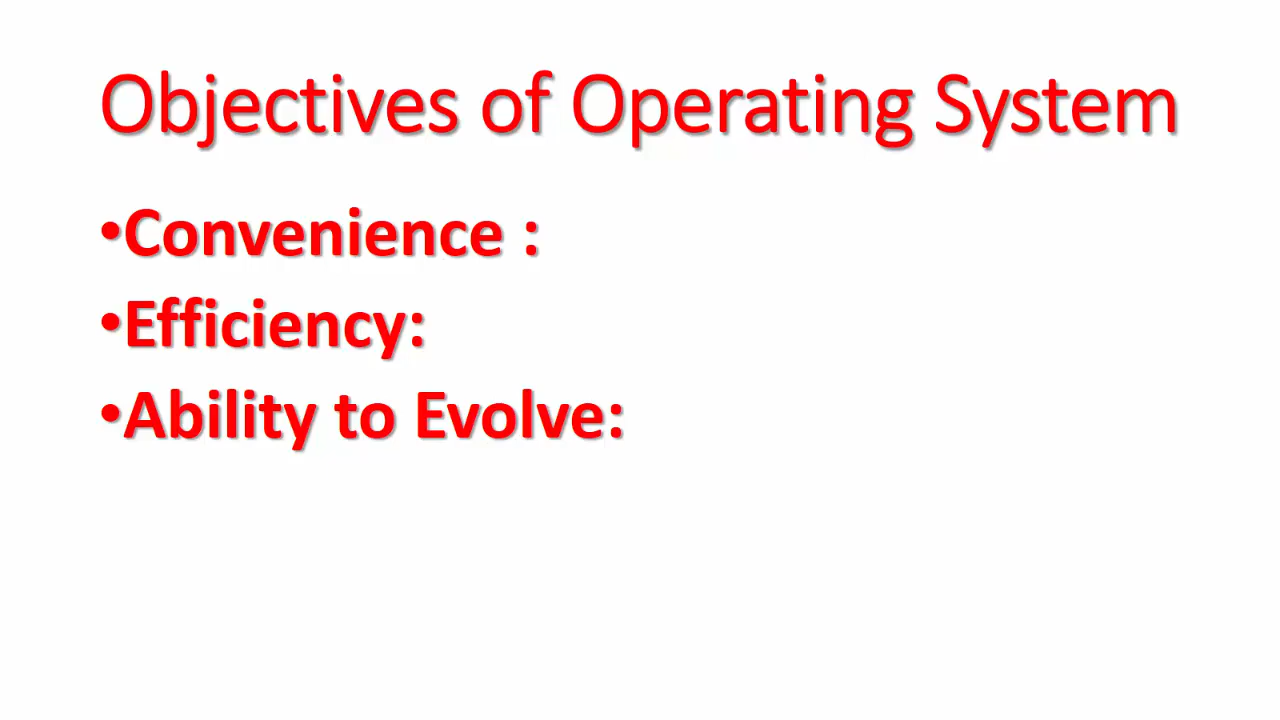 Objectives of Operating System
•Convenience :
•Efficiency:
•Ability to Evolve: